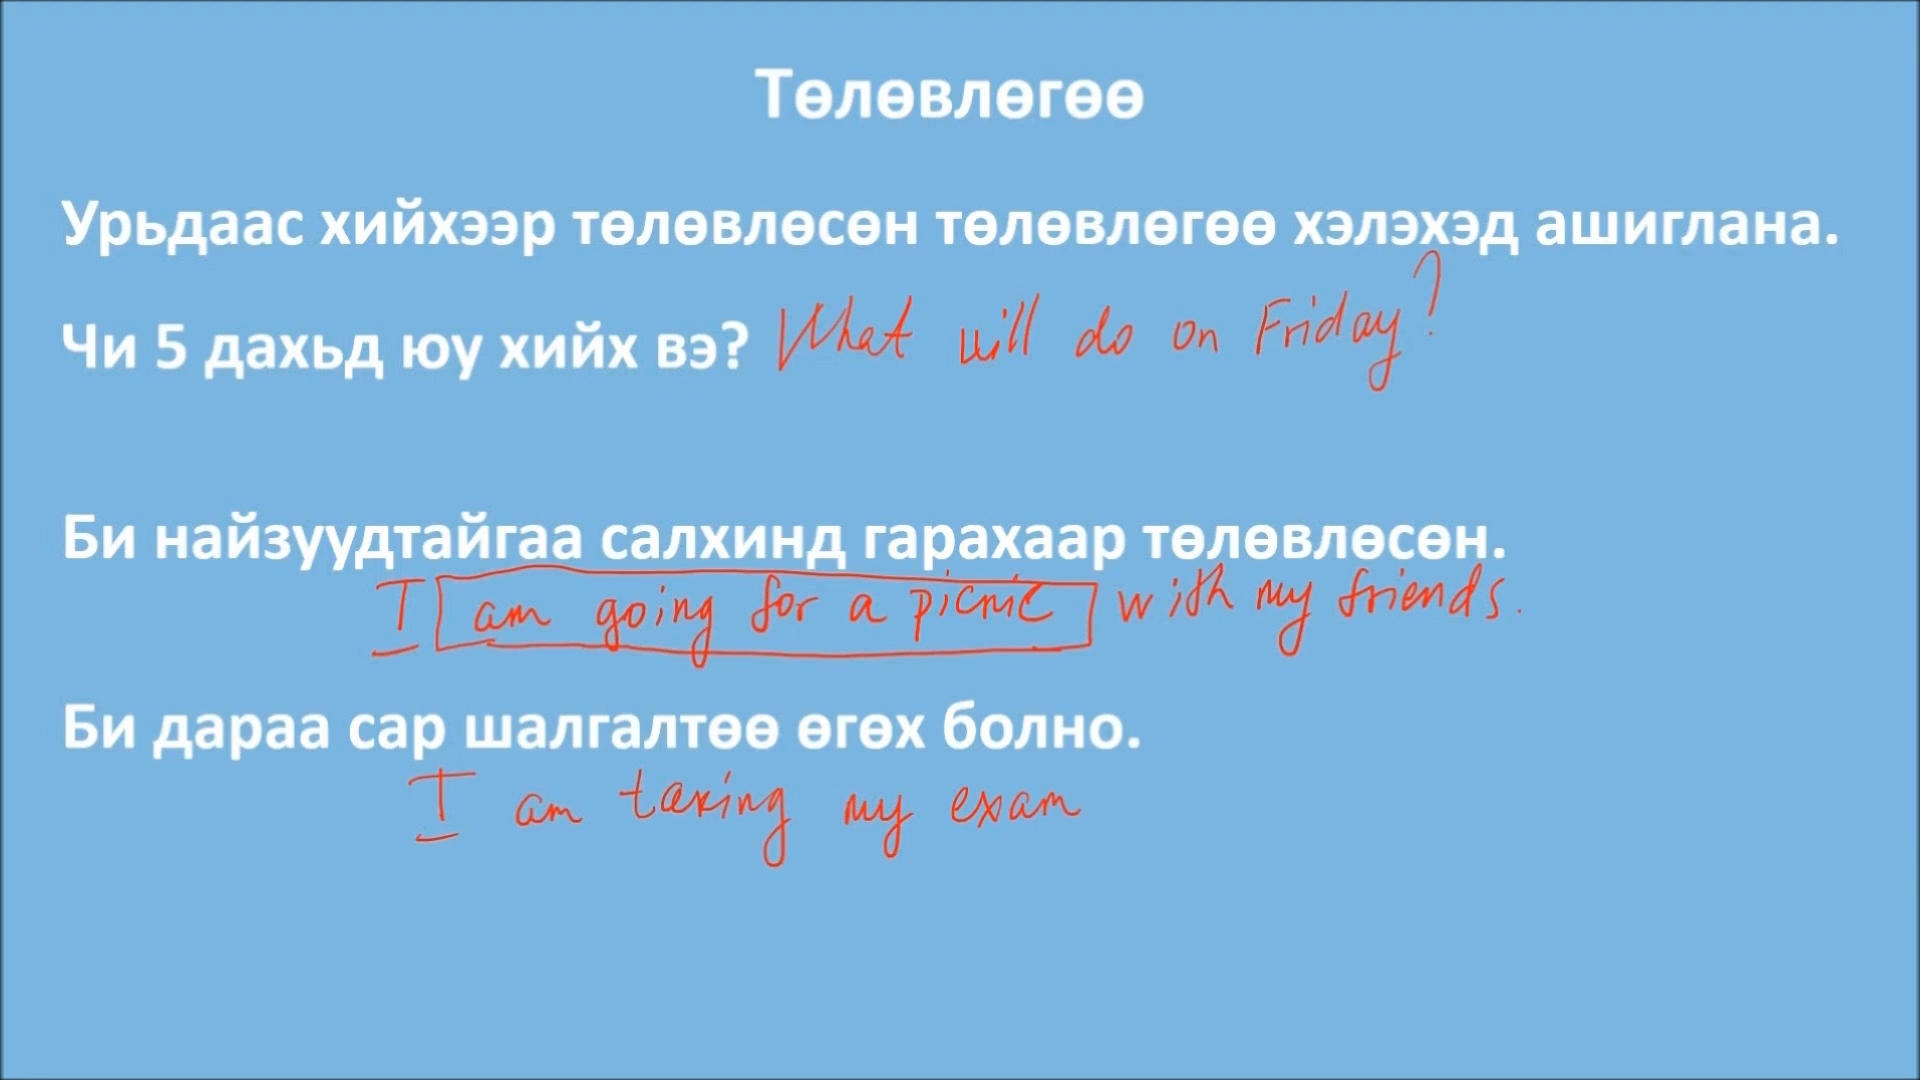 Төлөвлөгөө
Урьдаас хийхээр төлөвлөсөн төлөвлөгөө хэлэхэд ашиглана.
Чи 5 дахьд юу хийх вэ? What will do on Friday?
Би найзуудтайгаа салхинд гарахаар төлөвлөсөн.
I am going for a picnic with my friends.
Би дараа сар шалгалтөө өгөх болно.
I am taking my exam